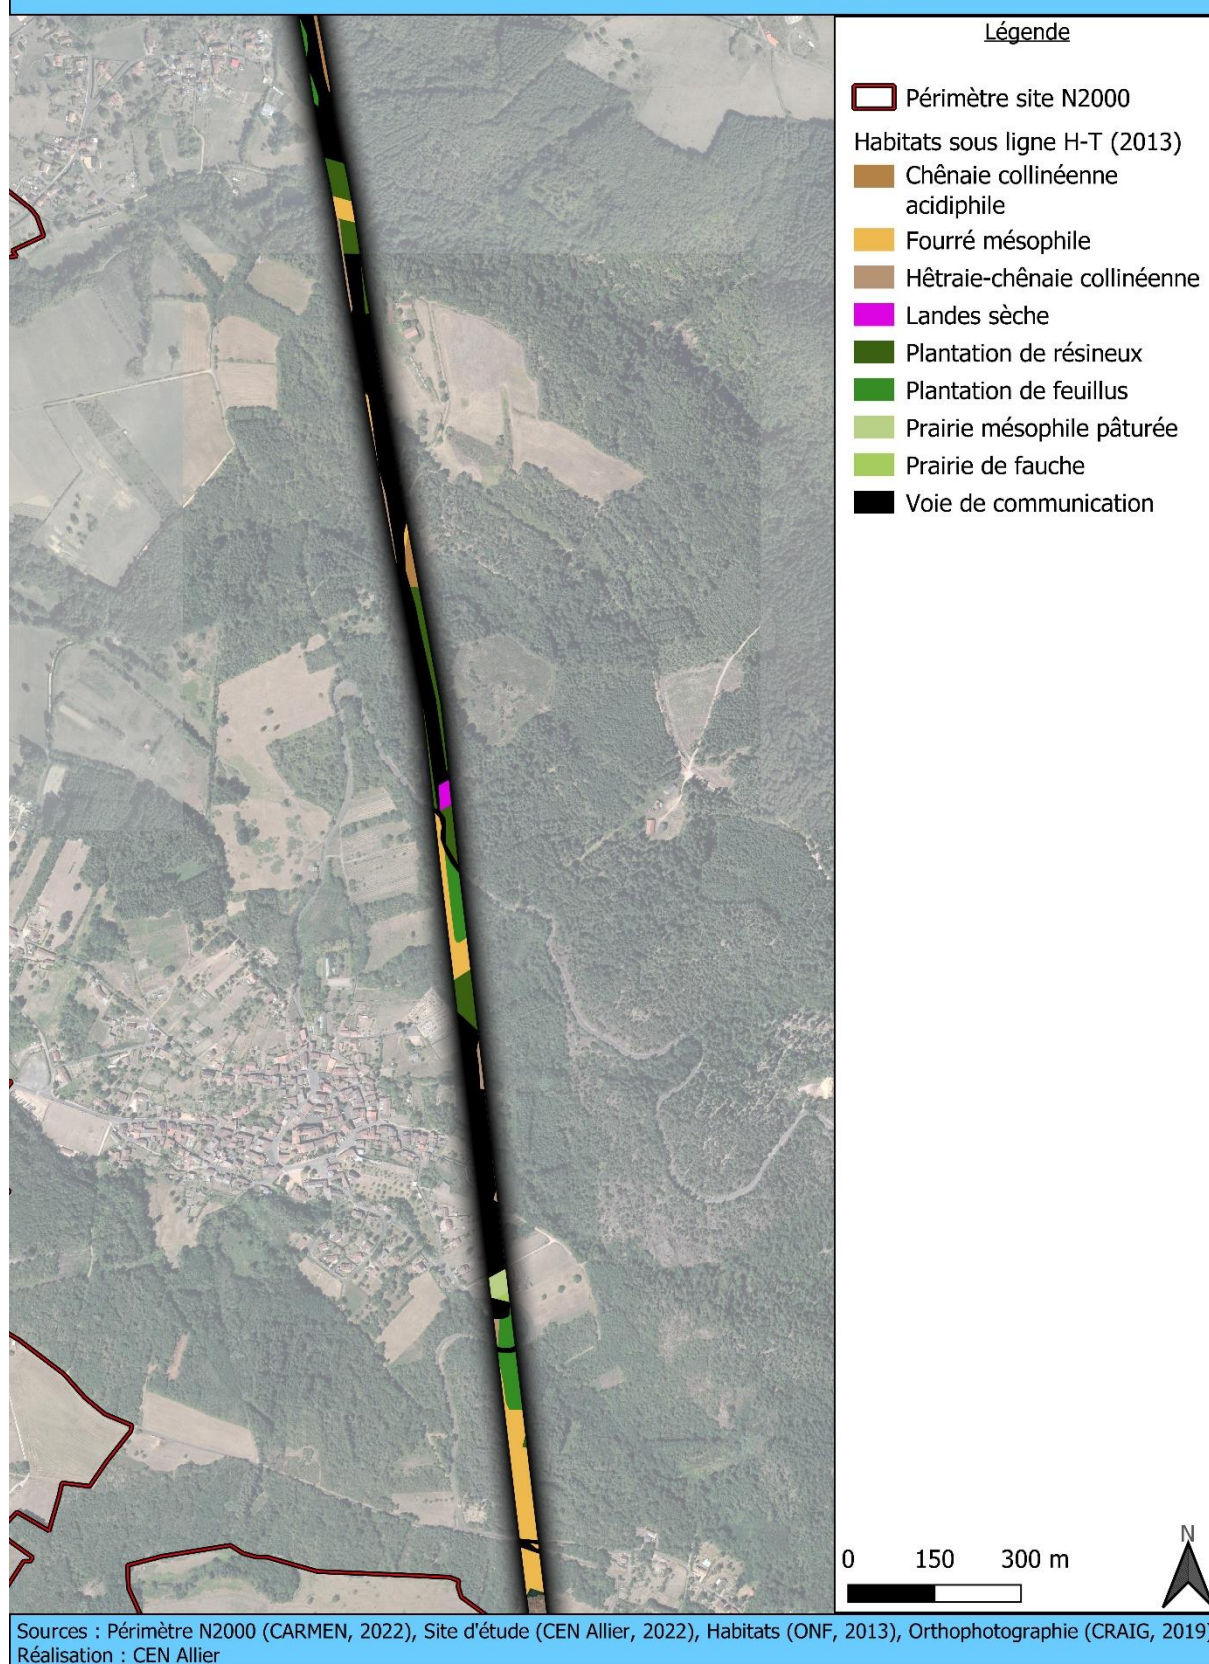 Légende
Périmètre site N2000
Habitats sous ligne H-T (2013)
Chênaie collinéenne
acidiphile
Fourré mésophile
Hêtraie-chênaie collinéenne
Landes sèche
Plantation de résineux
Plantation de feuillus
Prairie mésophile pâturée
Prairie de fauche
Voie de communication
N
0 150 300 m
Sources : Périmètre N2000 (CARMEN, 2022), Site d'étude (CEN Allier, 2022), Habitats (ONF, 2013), Orthophotographie (CRAIG, 2019)
Réalisation : CEN Allier